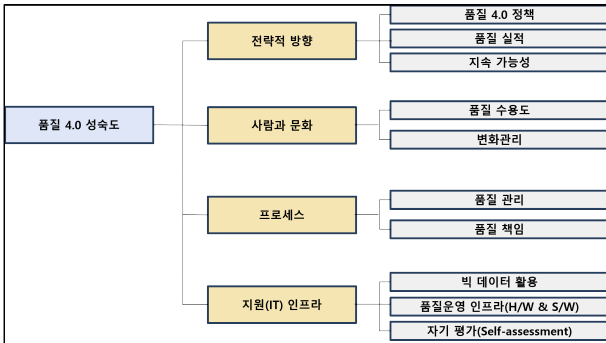 품질 4.0 성숙도
전략적 방향
품질 4.0 정책
품질 실적
지속 가능성
사람과 문화
품질 수용도
변화관리
프로세스
품질 관리
품질 책임
지원(IT) 인프라
빅 데이터 활용
품질운영 인프라(H/W & S/W)
자기 평가(Self-assessment)